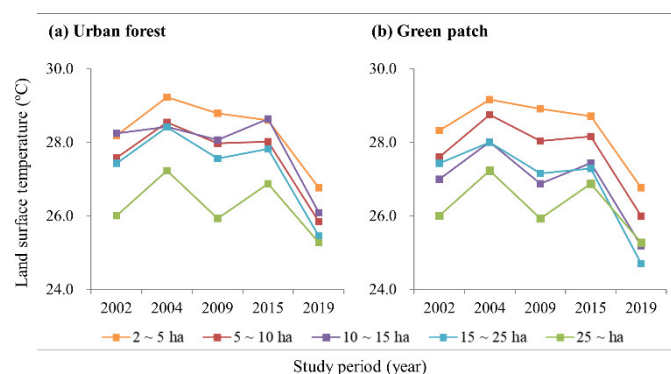 (a) Urban forest
(b) Green patch
Land surface temperature (°C)
30.0
28.0
26.0
24.0
2002 2004 2009 2015 2019
30.0
28.0
26.0
24.0
2002 2004 2009 2015 2019
2 ~ 5 ha 5 ~ 10 ha 10 ~ 15 ha 15 ~ 25 ha 25 ~ ha
Study period (year)